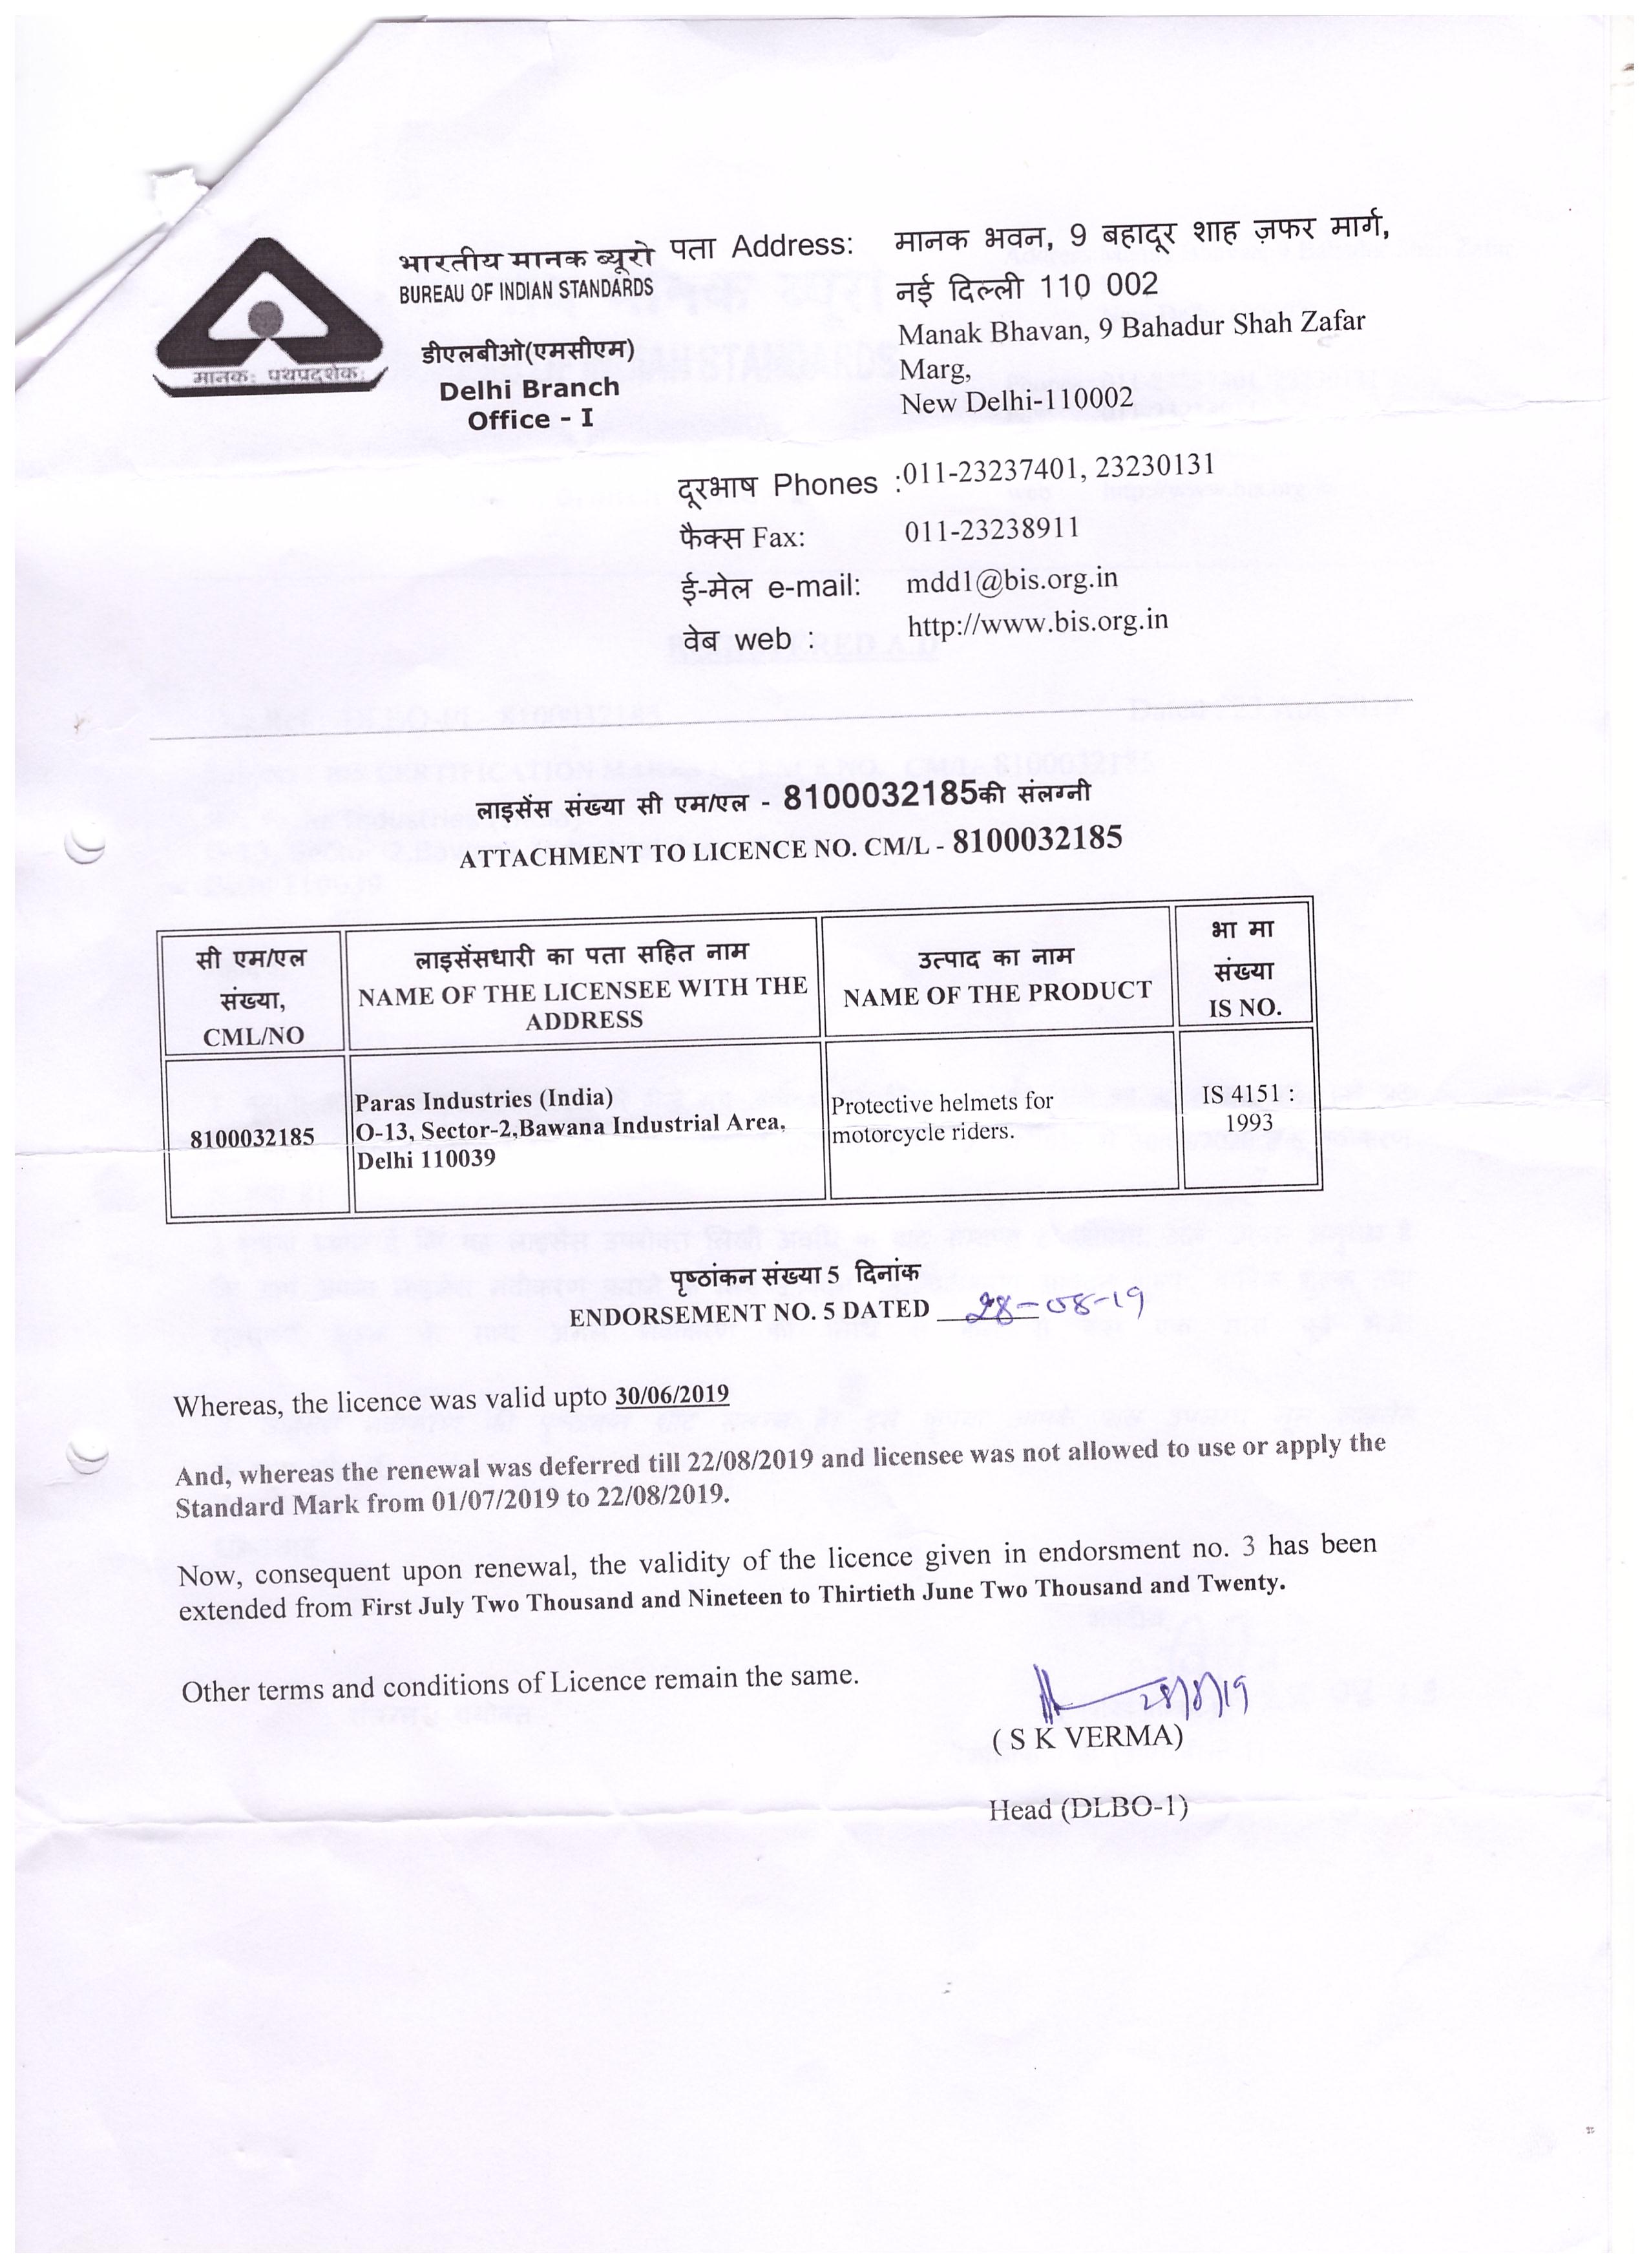 भारतीय मानक ब्यूरो
BUREAU OF INDIAN STANDARDS
मानक: पथप्रदर्शक:
डीएलबीओ(एमसीएम)
Delhi Branch
Office - I
पता Address: मानक भवन, 9 बहादूर शाह ज़फर मार्ग,
नई दिल्ली 110 002
Manak Bhavan, 9 Bahadur Shah Zafar
Marg,
New Delhi-110002
दूरभाष Phones :011-23237401, 23230131
फैक्स Fax: 011-23238911
ई-मेल e-mail: mdd1@bis.org.in
वेब web : http://www.bis.org.in
लाइसेंस संख्या सी एम/एल - 8100032185की संलग्नी
ATTACHMENT TO LICENCE NO. CM/L - 8100032185
सी एम/एल
संख्या,
CML/NO
लाइसेंसधारी का पता सहित नाम
NAME OF THE LICENSEE WITH THE
ADDRESS
उत्पाद का नाम
NAME OF THE PRODUCT
भा मा
संख्या
IS NO.
8100032185
Paras Industries (India)
O-13, Sector-2,Bawana Industrial Area,
Delhi 110039
Protective helmets for
motorcycle riders.
IS 4151 :
1993
पृष्ठांकन संख्या 5 दिनांक
ENDORSEMENT NO. 5 DATED 28-08-19
Whereas, the licence was valid upto 30/06/2019
And, whereas the renewal was deferred till 22/08/2019 and licensee was not allowed to use or apply the
Standard Mark from 01/07/2019 to 22/08/2019.
Now, consequent upon renewal, the validity of the licence given in endorsment no. 3 has been
extended from First July Two Thousand and Nineteen to Thirtieth June Two Thousand and Twenty.
Other terms and conditions of Licence remain the same.
28/8/19
( S K VERMA)
Head (DLBO-1)